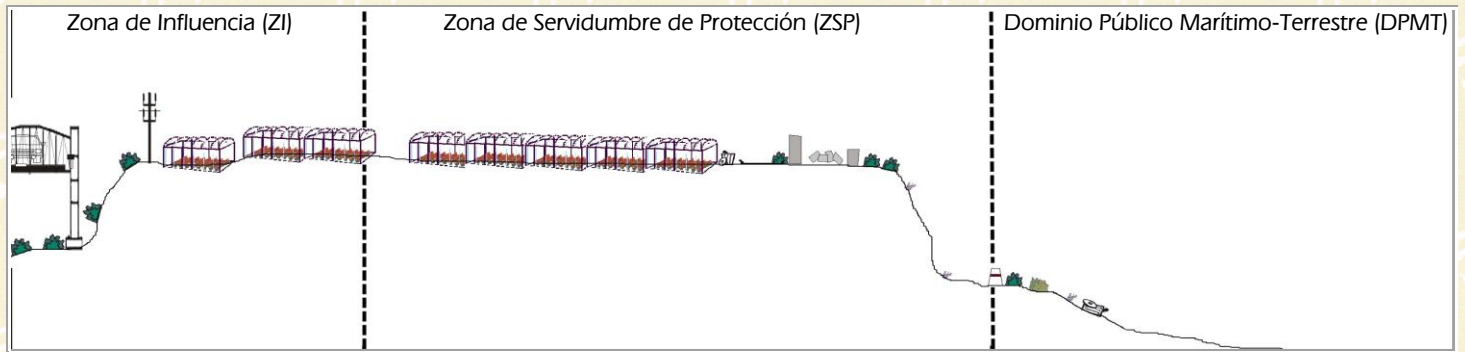 Zona de Influencia (ZI)
Zona de Servidumbre de Protección (ZSP)
Dominio Público Marítimo-Terrestre (DPMT)